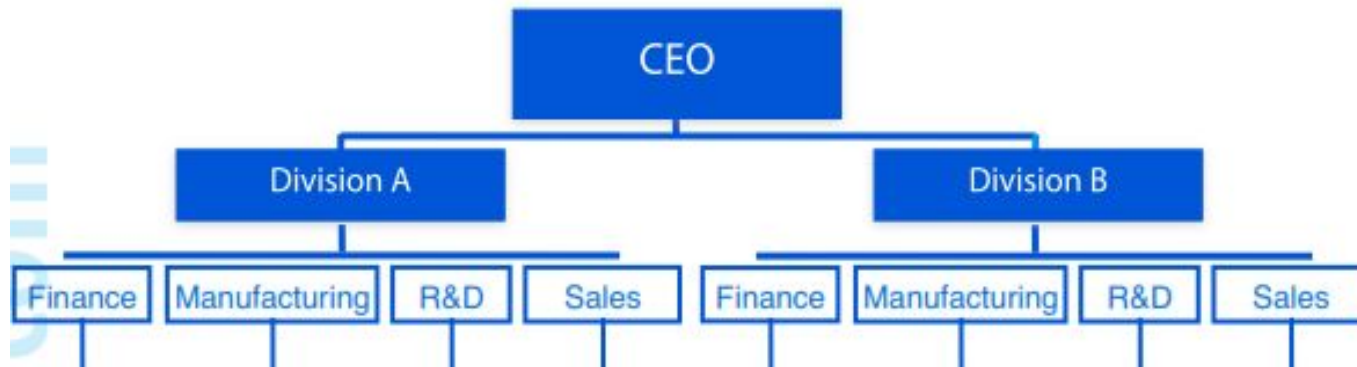 CEO
Division A
Division B
Finance
Manufacturing
R&D
Sales
Finance
Manufacturing
R&D
Sales